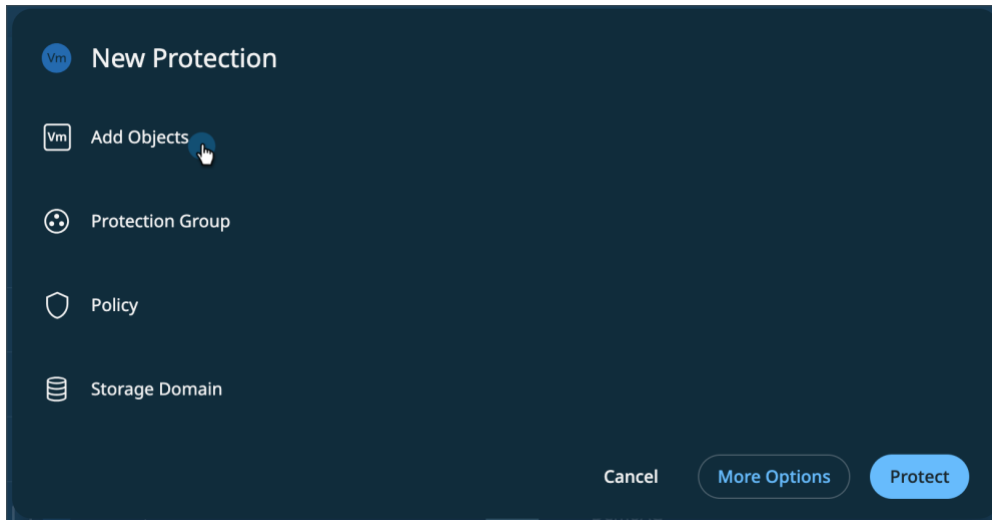 Vm New Protection
Vm Add Objects
Protection Group
Policy
Storage Domain
Cancel More Options Protect